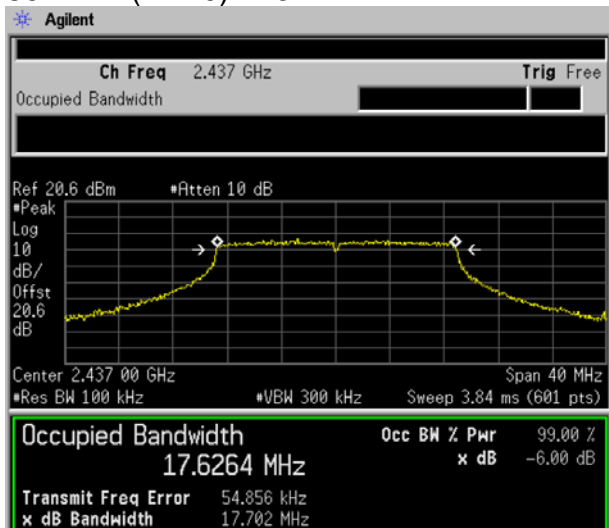 Agilent
Ch Freq 2.437 GHz Trig Free
Occupied Bandwidth
Ref 20.6 dBm #Atten 10 dB
#Peak
Log
10
dB/
Offst
20.6
dB
Center 2.437 00 GHz Span 40 MHz
#Res BW 100 kHz #VBW 300 kHz Sweep 3.84 ms (601 pts)
Occupied Bandwidth Occ BW % Pwr 99.00 %
17.6264 MHz x dB -6.00 dB
Transmit Freq Error 54.856 kHz
x dB Bandwidth 17.702 MHz